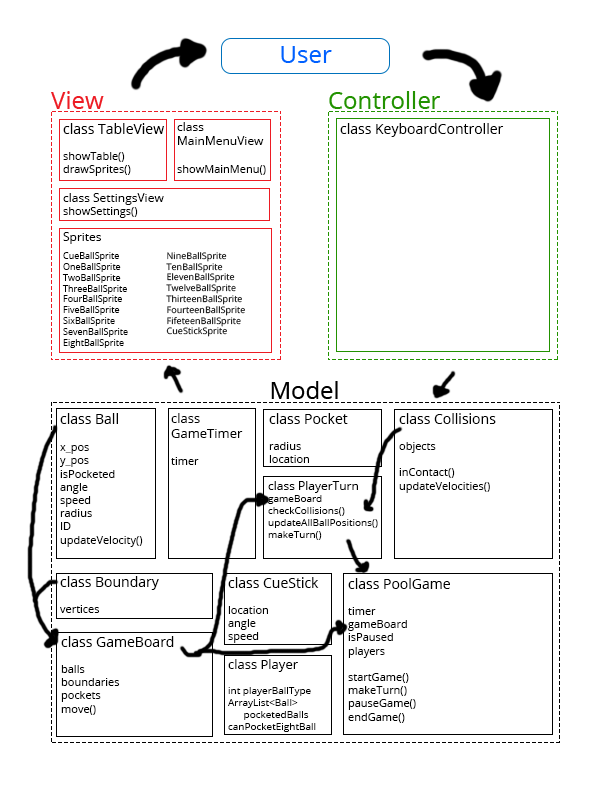 User
View
class TableView
showTable()
drawSprites()
class
MainMenuView
showMainMenu()
class SettingsView
showSettings()
Sprites
CueBallSprite
OneBallSprite
TwoBallSprite
ThreeBallSprite
FourBallSprite
FiveBallSprite
SixBallSprite
SevenBallSprite
EightBallSprite
NineBallSprite
TenBallSprite
ElevenBallSprite
TwelveBallSprite
ThirteenBallSprite
FourteenBallSprite
FifeteenBallSprite
CueStickSprite
Controller
class KeyboardController
Model
class Ball
x_pos
y_pos
isPocketed
angle
speed
radius
ID
updateVelocity()
class
GameTimer
timer
class Pocket
radius
location
class Collisions
objects
inContact()
updateVelocities()
class PlayerTurn
gameBoard
checkCollisions()
updateAllBallPositions()
makeTurn()
class Boundary
vertices
class CueStick
location
angle
speed
class PoolGame
timer
gameBoard
isPaused
players
startGame()
makeTurn()
pauseGame()
endGame()
class GameBoard
balls
boundaries
pockets
move()
class Player
int playerBallType
ArrayList<Ball>
pocketedBalls
canPocketEightBall